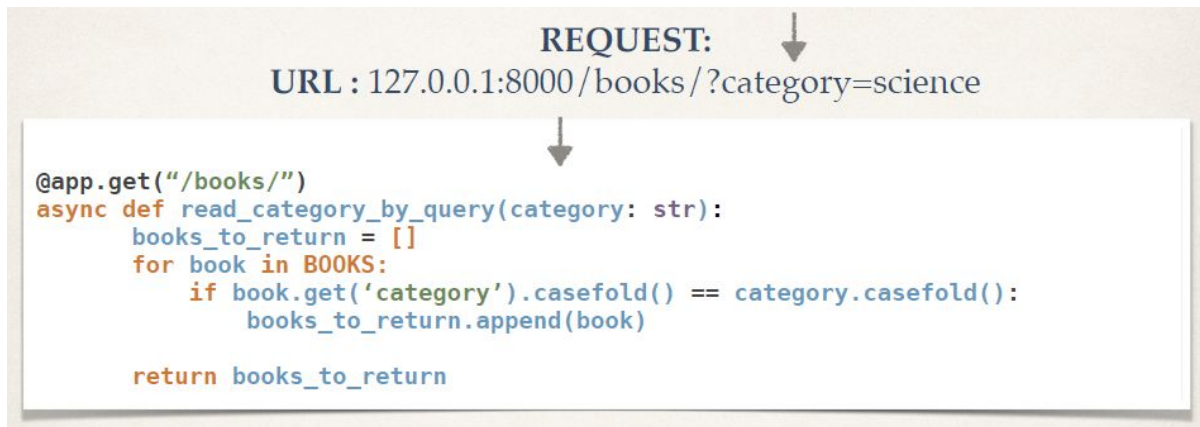 REQUEST:
URL : 127.0.0.1:8000/books/?category=science
@app.get(“/books/”)
async def read_category_by_query(category: str):
books_to_return = []
for book in BOOKS:
if book.get(‘category’).casefold() == category.casefold():
books_to_return.append(book)
return books_to_return